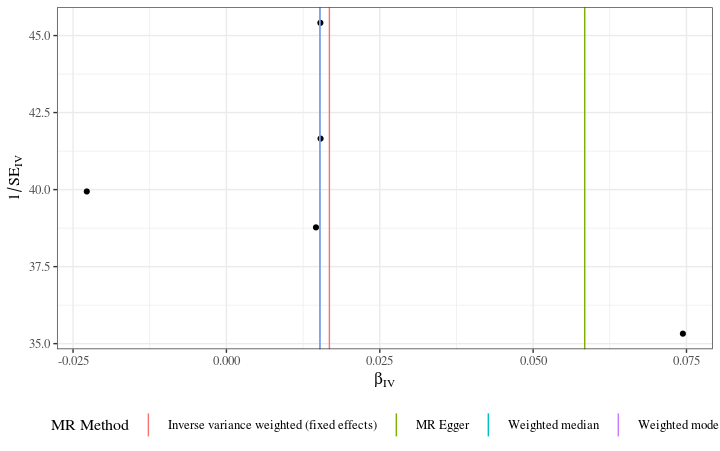 45.0
42.5
40.0
37.5
35.0
1/SE_IV
-0.025 0.000 0.025 0.050 0.075
β_IV
MR Method Inverse variance weighted (fixed effects) MR Egger Weighted median Weighted mode